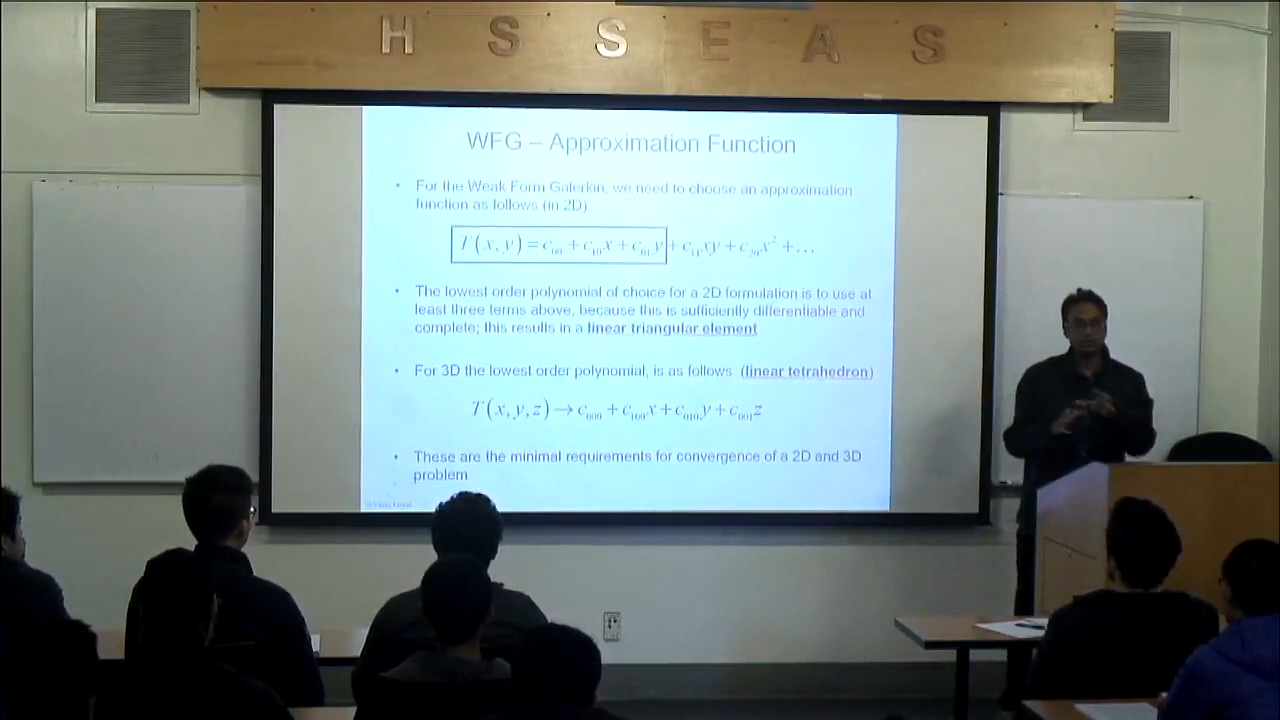 H S S E A S
WFG – Approximation Function
• For the Weak Form Galerkin, we need to choose an approximation
function as follows (in 2D)
T(x, y) = c₀₀ + c₁₀x + c₀₁y + c₁₁xy + c₂₀x² + …
• The lowest order polynomial of choice for a 2D formulation is to use at
least three terms above, because this is sufficiently differentiable and
complete; this results in a linear triangular element
• For 3D the lowest order polynomial, is as follows (linear tetrahedron)
T(x, y, z) → c₀₀₀ + c₁₀₀x + c₀₁₀y + c₀₀₁z
• These are the minimal requirements for convergence of a 2D and 3D
problem